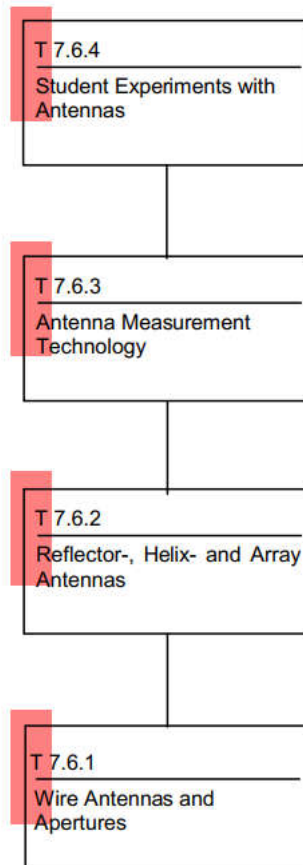 T 7.6.4
Student Experiments with
Antennas
T 7.6.3
Antenna Measurement
Technology
T 7.6.2
Reflector-, Helix- and Array
Antennas
T 7.6.1
Wire Antennas and
Apertures